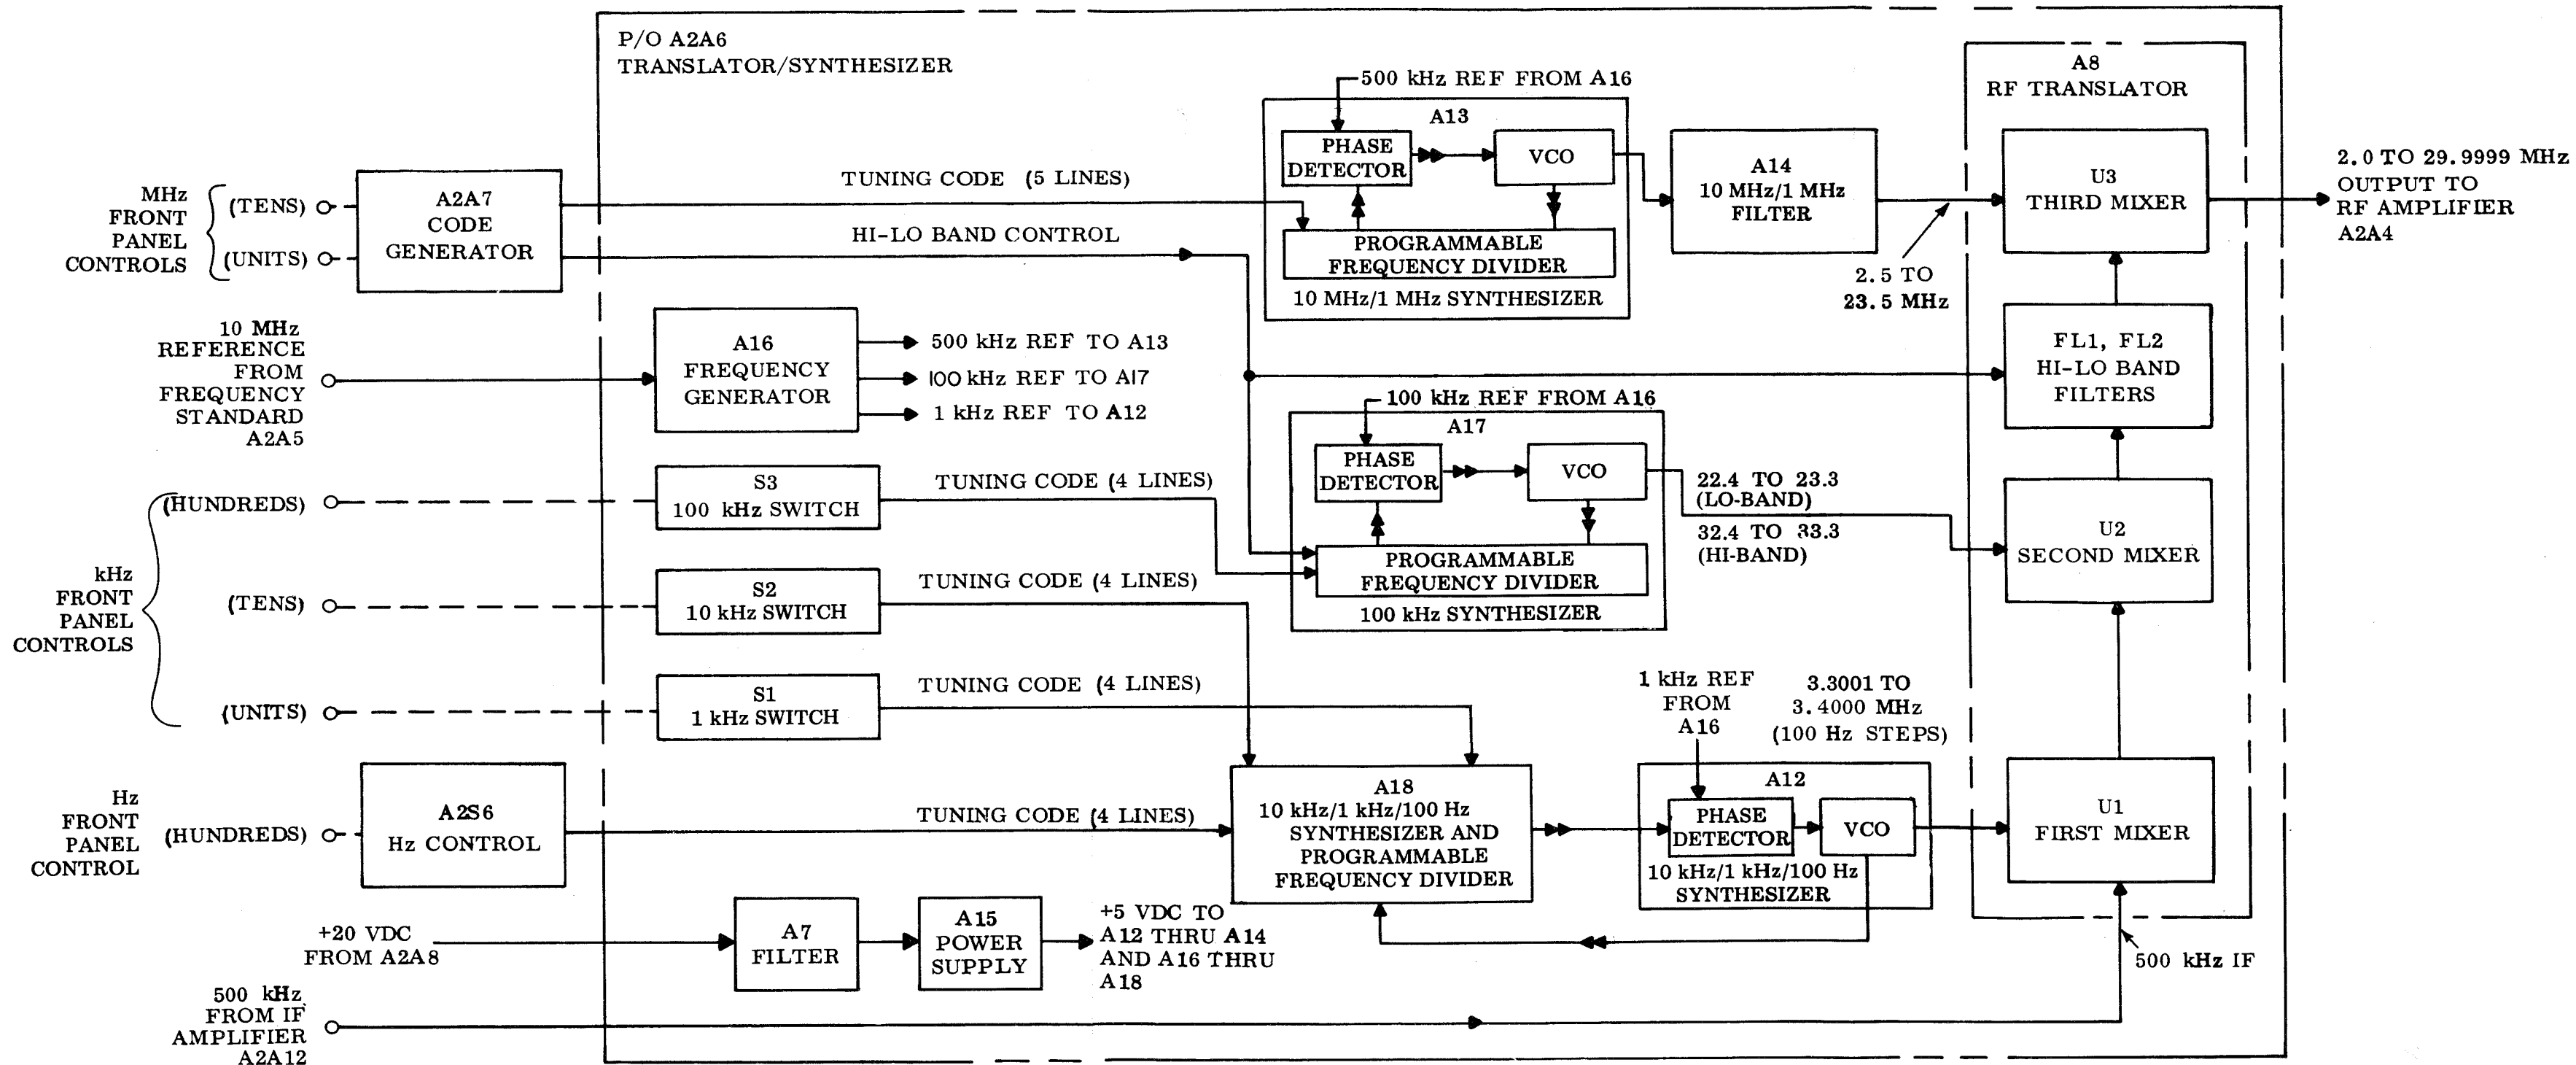 P/O A2A6
TRANSLATOR/SYNTHESIZER
MHz
FRONT
PANEL
CONTROLS
(TENS)
(UNITS)
A2A7
CODE
GENERATOR
TUNING CODE (5 LINES)
HI-LO BAND CONTROL
500 kHz REF FROM A16
A13
PHASE
DETECTOR
VCO
PROGRAMMABLE
FREQUENCY DIVIDER
10 MHz/1 MHz SYNTHESIZER
A14
10 MHz/1 MHz
FILTER
2.5 TO
23.5 MHz
A8
RF TRANSLATOR
U3
THIRD MIXER
2.0 TO 29.9999 MHz
OUTPUT TO
RF AMPLIFIER
A2A4
10 MHz
REFERENCE
FROM
FREQUENCY
STANDARD
A2A5
A16
FREQUENCY
GENERATOR
500 kHz REF TO A13
100 kHz REF TO A17
1 kHz REF TO A12
FL1, FL2
HI-LO BAND
FILTERS
kHz
FRONT
PANEL
CONTROLS
(HUNDREDS)
(TENS)
(UNITS)
S3
100 kHz SWITCH
TUNING CODE (4 LINES)
S2
10 kHz SWITCH
TUNING CODE (4 LINES)
S1
1 kHz SWITCH
TUNING CODE (4 LINES)
100 kHz REF FROM A16
A17
PHASE
DETECTOR
VCO
PROGRAMMABLE
FREQUENCY DIVIDER
100 kHz SYNTHESIZER
22.4 TO 23.3
(LO-BAND)
32.4 TO 33.3
(HI-BAND)
U2
SECOND MIXER
Hz
FRONT
PANEL
CONTROL
(HUNDREDS)
A2S6
Hz CONTROL
TUNING CODE (4 LINES)
A18
10 kHz/1 kHz/100 Hz
SYNTHESIZER AND
PROGRAMMABLE
FREQUENCY DIVIDER
1 kHz REF
FROM
A16
3.3001 TO
3.4000 MHz
(100 Hz STEPS)
A12
PHASE
DETECTOR
VCO
10 kHz/1 kHz/100 Hz
SYNTHESIZER
U1
FIRST MIXER
+20 VDC
FROM A2A8
A7
FILTER
A15
POWER
SUPPLY
+5 VDC TO
A12 THRU A14
AND A16 THRU
A18
500 kHz IF
500 kHz
FROM IF
AMPLIFIER
A2A12